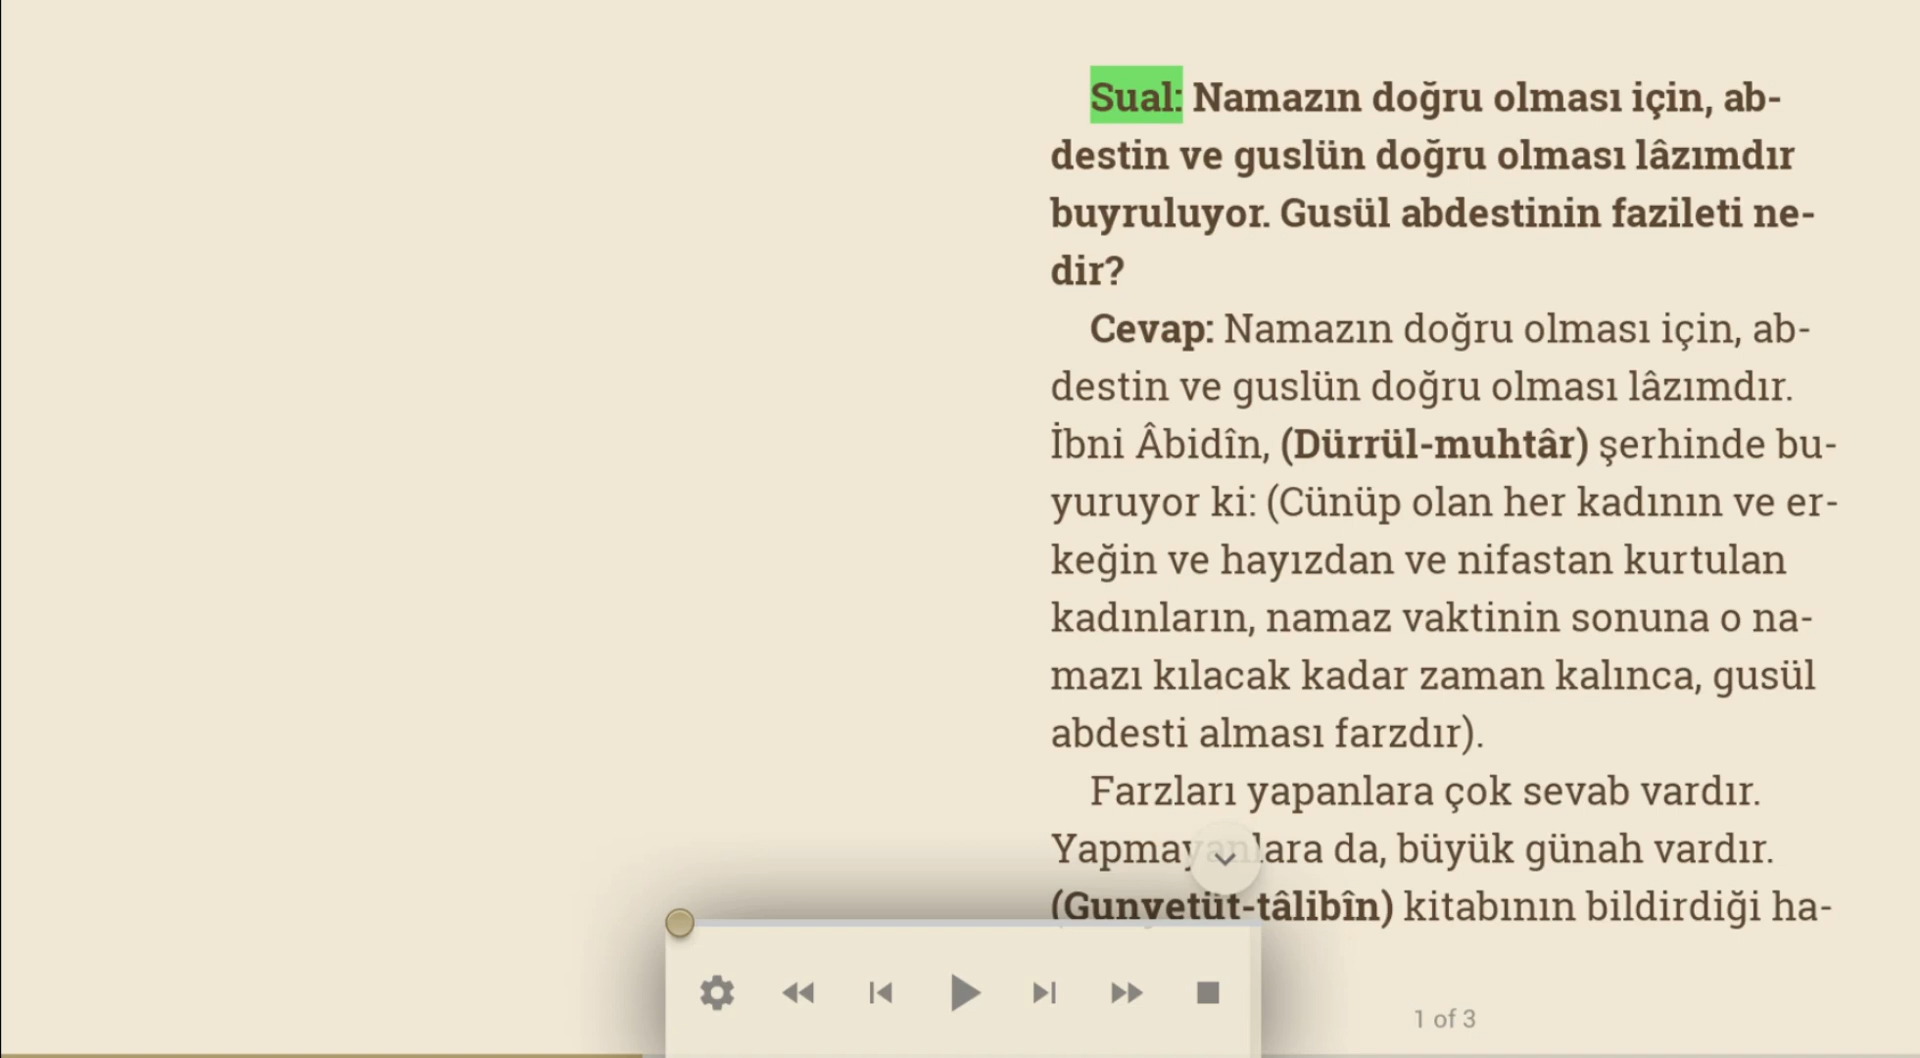 Sual: Namazın doğru olması için, ab-
destin ve guslün doğru olması lâzımdır
buyruluyor. Gusül abdestinin fazileti ne-
dir?
Cevap: Namazın doğru olması için, ab-
destin ve guslün doğru olması lâzımdır.
İbni Âbidîn, (Dürrül-muhtâr) şerhinde bu-
yuruyor ki: (Cünüp olan her kadının ve er-
keğin ve hayızdan ve nifastan kurtulan
kadınların, namaz vaktinin sonuna o na-
mazı kılacak kadar zaman kalınca, gusül
abdesti alması farzdır).
Farzları yapanlara çok sevab vardır.
Yapmayanlara da, büyük günah vardır.
(Gunyetüt-tâlibîn) kitabının bildirdiği ha-
1 of 3